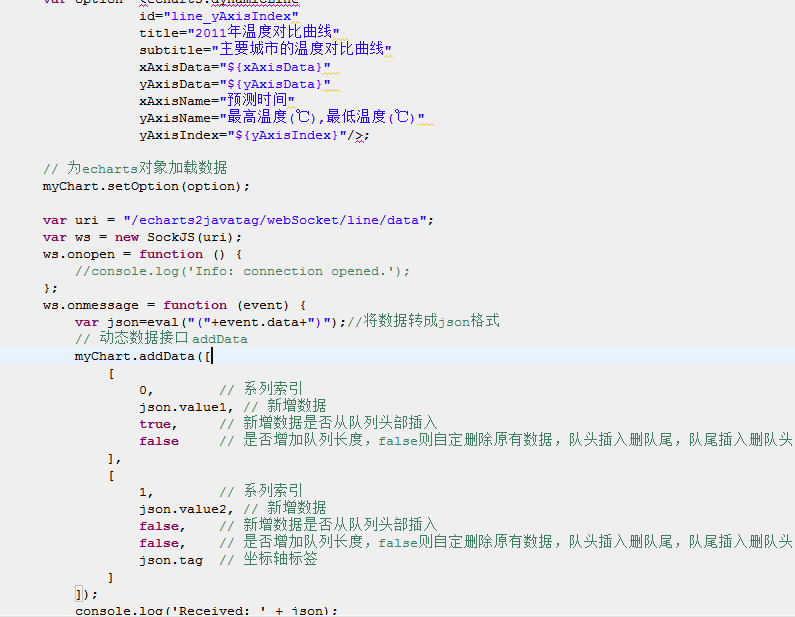 var option =<echarts:dynamicLine
id="line_yAxisIndex"
title="2011年温度对比曲线"
subtitle="主要城市的温度对比曲线"
xAxisData="${xAxisData}"
yAxisData="${yAxisData}"
xAxisName="预测时间"
yAxisName="最高温度(℃),最低温度(℃)"
yAxisIndex="${yAxisIndex}"/>;
// 为echarts对象加载数据
myChart.setOption(option);
var uri = "/echarts2javatag/webSocket/line/data";
var ws = new SockJS(uri);
ws.onopen = function () {
//console.log('Info: connection opened.');
};
ws.onmessage = function (event) {
var json=eval("("+event.data+")");//将数据转成json格式
// 动态数据接口 addData
myChart.addData([
[
0, // 系列索引
json.value1, // 新增数据
true, // 新增数据是否从队列头部插入
false // 是否增加队列长度，false则自定删除原有数据，队头插入删队尾，队尾插入删队头
],
[
1, // 系列索引
json.value2, // 新增数据
false, // 新增数据是否从队列头部插入
false, // 是否增加队列长度，false则自定删除原有数据，队头插入删队尾，队尾插入删队头
json.tag // 坐标轴标签
]
]);
console.log('Received: ' + json);